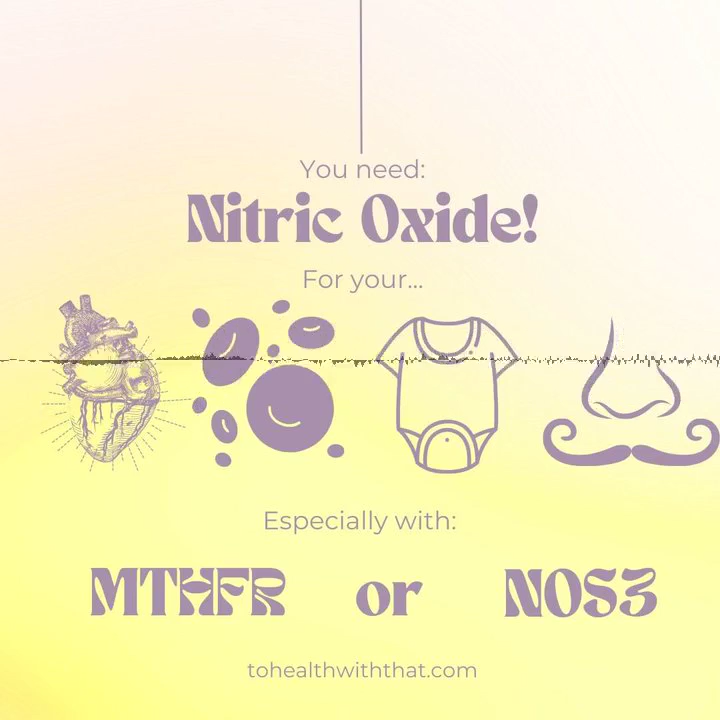 You need:
Nitric Oxide!
For your...
Especially with:
MTHFR or NOS3
tohealthwiththat.com